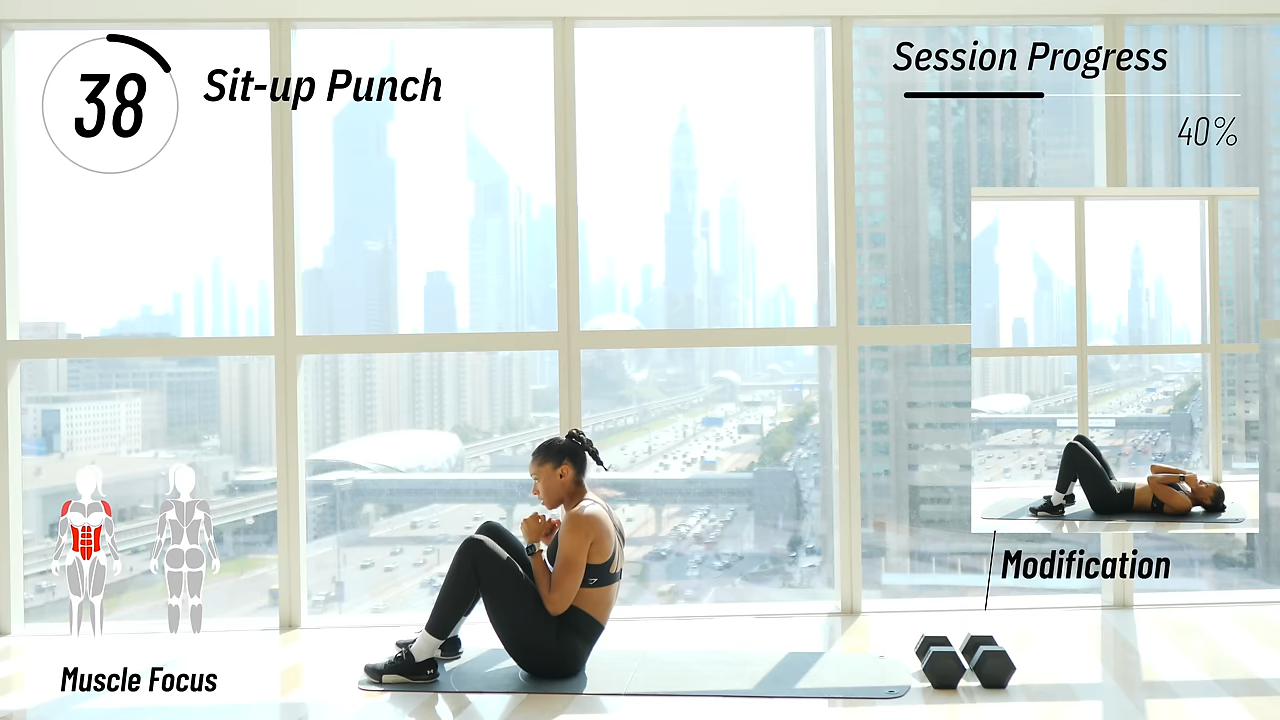 38
Sit-up Punch
Session Progress
40%
Modification
Muscle Focus